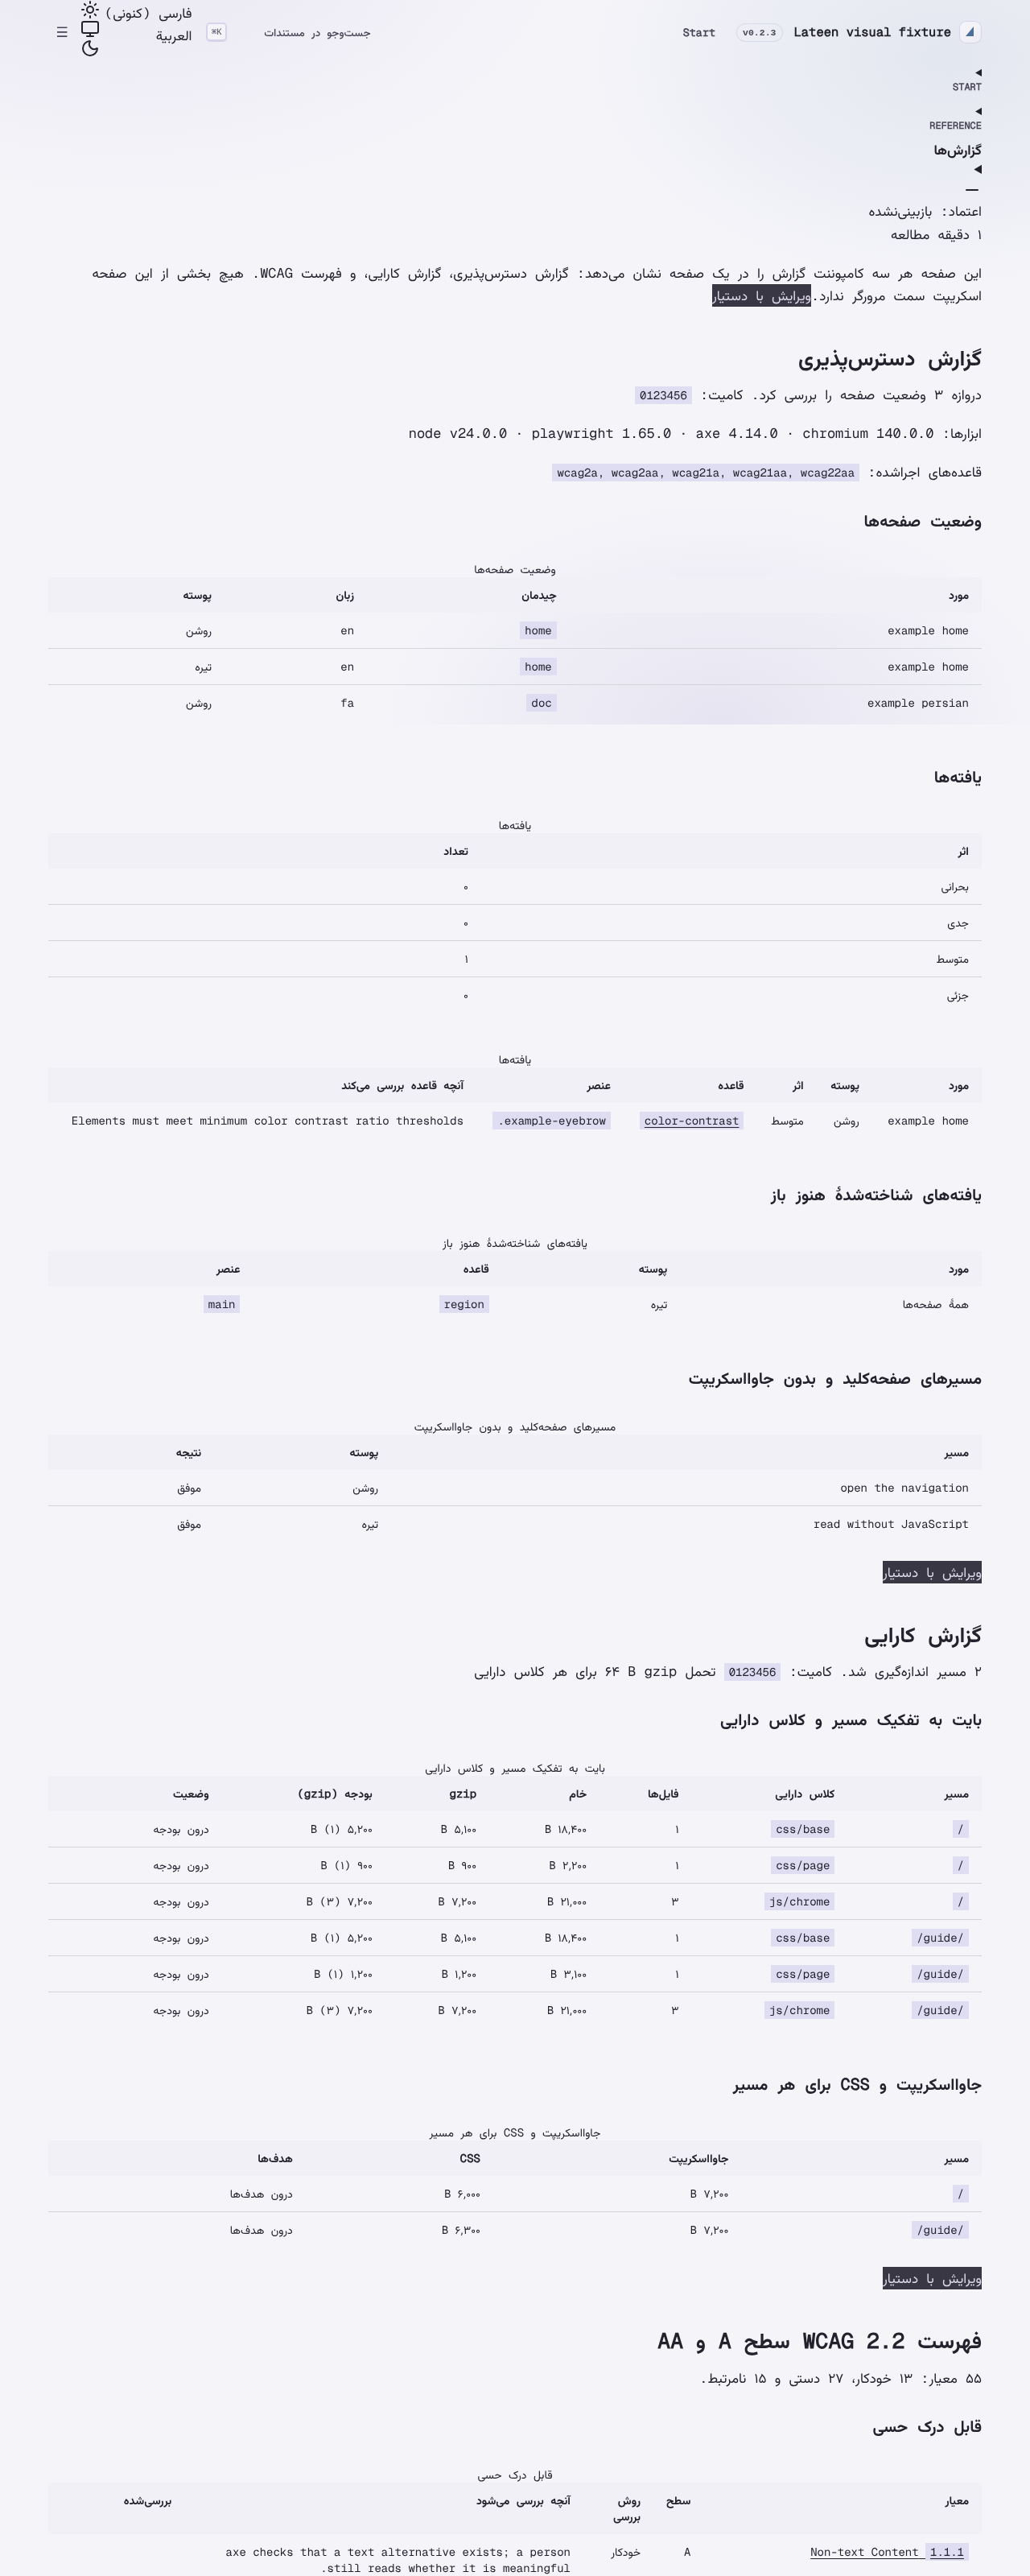 Lateen visual fixture v0.2.3 Start جست‌وجو در مستندات ⌘K فارسی (کنونی)
العربية
START
REFERENCE
گزارش‌ها
اعتماد: بازبینی‌نشده
۱ دقیقه مطالعه
این صفحه هر سه کامپوننت گزارش را در یک صفحه نشان می‌دهد: گزارش دسترس‌پذیری، گزارش کارایی، و فهرست WCAG. هیچ بخشی از این صفحه
اسکریپت سمت مرورگر ندارد.ویرایش با دستیار
گزارش دسترس‌پذیری
دروازه ۳ وضعیت صفحه را بررسی کرد. کامیت: 0123456
ابزارها: node v24.0.0 · playwright 1.65.0 · axe 4.14.0 · chromium 140.0.0
قاعده‌های اجراشده: wcag2a, wcag2aa, wcag21a, wcag21aa, wcag22aa
وضعیت صفحه‌ها
وضعیت صفحه‌ها
مورد چیدمان زبان پوسته
example home home en روشن
example home home en تیره
example persian doc fa روشن
یافته‌ها
یافته‌ها
اثر تعداد
بحرانی ۰
جدی ۰
متوسط ۱
جزئی ۰
یافته‌ها
مورد پوسته اثر قاعده عنصر آنچه قاعده بررسی می‌کند
example home روشن متوسط color-contrast .example-eyebrow Elements must meet minimum color contrast ratio thresholds
یافته‌های شناخته‌شدهٔ هنوز باز
یافته‌های شناخته‌شدهٔ هنوز باز
مورد پوسته قاعده عنصر
همهٔ صفحه‌ها تیره region main
مسیرهای صفحه‌کلید و بدون جاوااسکریپت
مسیرهای صفحه‌کلید و بدون جاوااسکریپت
مسیر پوسته نتیجه
open the navigation روشن موفق
read without JavaScript تیره موفق
ویرایش با دستیار
گزارش کارایی
۲ مسیر اندازه‌گیری شد. کامیت: 0123456 تحمل ۶۴ B gzip برای هر کلاس دارایی
بایت به تفکیک مسیر و کلاس دارایی
بایت به تفکیک مسیر و کلاس دارایی
مسیر کلاس دارایی فایل‌ها خام gzip بودجه (gzip) وضعیت
/ css/base ۱ ۱۸٬۴۰۰ B ۵٬۱۰۰ B ۵٬۲۰۰ B (۱) درون بودجه
/ css/page ۱ ۲٬۲۰۰ B ۹۰۰ B ۹۰۰ B (۱) درون بودجه
/ js/chrome ۳ ۲۱٬۰۰۰ B ۷٬۲۰۰ B ۷٬۲۰۰ B (۳) درون بودجه
/guide/ css/base ۱ ۱۸٬۴۰۰ B ۵٬۱۰۰ B ۵٬۲۰۰ B (۱) درون بودجه
/guide/ css/page ۱ ۳٬۱۰۰ B ۱٬۲۰۰ B ۱٬۲۰۰ B (۱) درون بودجه
/guide/ js/chrome ۳ ۲۱٬۰۰۰ B ۷٬۲۰۰ B ۷٬۲۰۰ B (۳) درون بودجه
جاوااسکریپت و CSS برای هر مسیر
جاوااسکریپت و CSS برای هر مسیر
مسیر جاوااسکریپت CSS هدف‌ها
/ ۷٬۲۰۰ B ۶٬۰۰۰ B درون هدف‌ها
/guide/ ۷٬۲۰۰ B ۶٬۳۰۰ B درون هدف‌ها
ویرایش با دستیار
فهرست WCAG 2.2 سطح A و AA
۵۵ معیار: ۱۳ خودکار، ۲۷ دستی و ۱۵ نامرتبط.
قابل درک حسی
قابل درک حسی
معیار سطح روش بررسی آنچه بررسی می‌شود بررسی‌شده
1.1.1 Non-text Content A خودکار axe checks that a text alternative exists; a person
still reads whether it is meaningful.